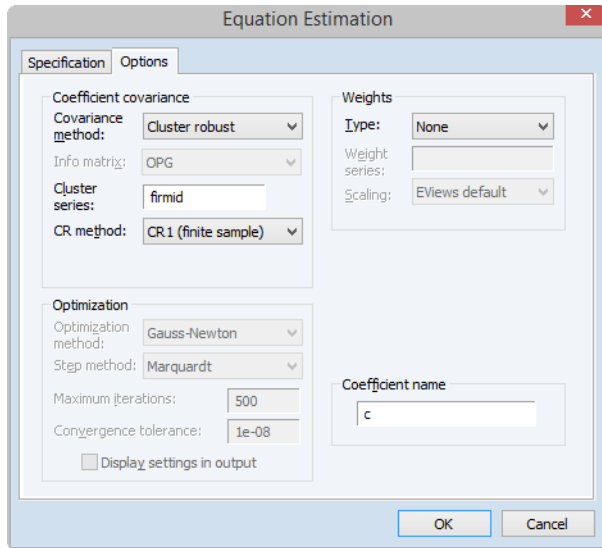 Equation Estimation
Specification
Options
Coefficient covariance
Covariance
method:
Cluster robust
Info matrix:
OPG
Cluster
series:
firmid
CR method:
CR1 (finite sample)
Weights
Type:
None
Weight
series:
Scaling:
EViews default
Optimization
Optimization
method:
Gauss-Newton
Step method:
Marquardt
Maximum iterations:
500
Convergence tolerance:
1e-08
Display settings in output
Coefficient name
c
OK
Cancel